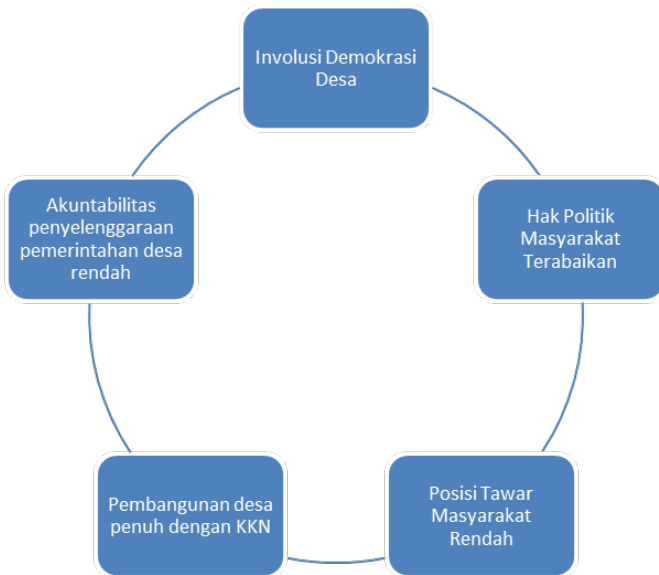 Involusi Demokrasi
Desa
Hak Politik
Masyarakat
Terabaikan
Posisi Tawar
Masyarakat
Rendah
Pembangunan desa
penuh dengan KKN
Akuntabilitas
penyelenggaraan
pemerintahan desa
rendah